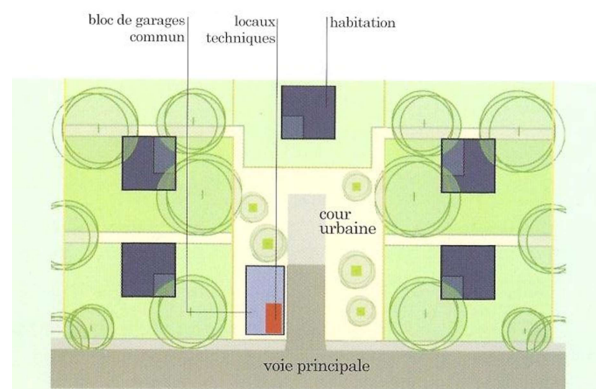 bloc de garages
commun
locaux
techniques
habitation
cour
urbaine
voie principale